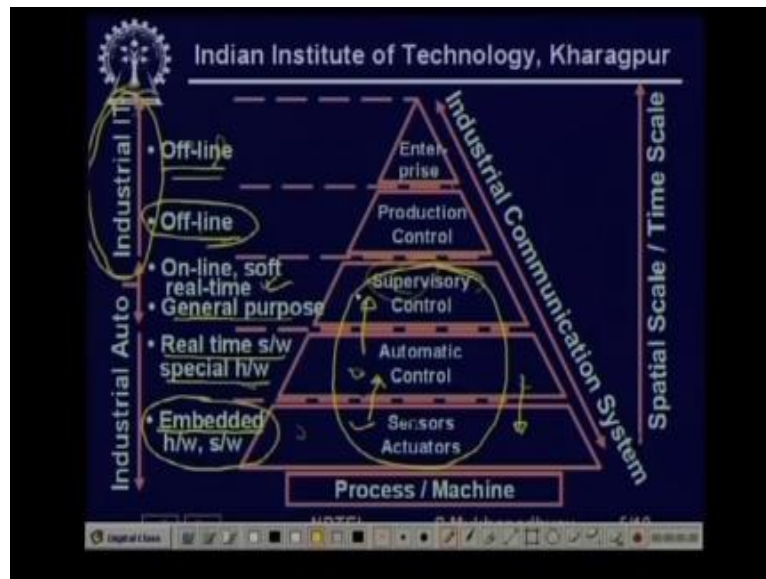 Indian Institute of Technology, Kharagpur
Industrial IT
Industrial Auto
• Off-line
• Off-line
• On-line, soft
real-time
• General purpose
• Real time s/w
special h/w
• Embedded
h/w, s/w
Enter-
prise
Production
Control
Supervisory
Control
Automatic
Control
Sensors
Actuators
Process / Machine
Industrial Communication System
Spatial Scale / Time Scale
Digital Class